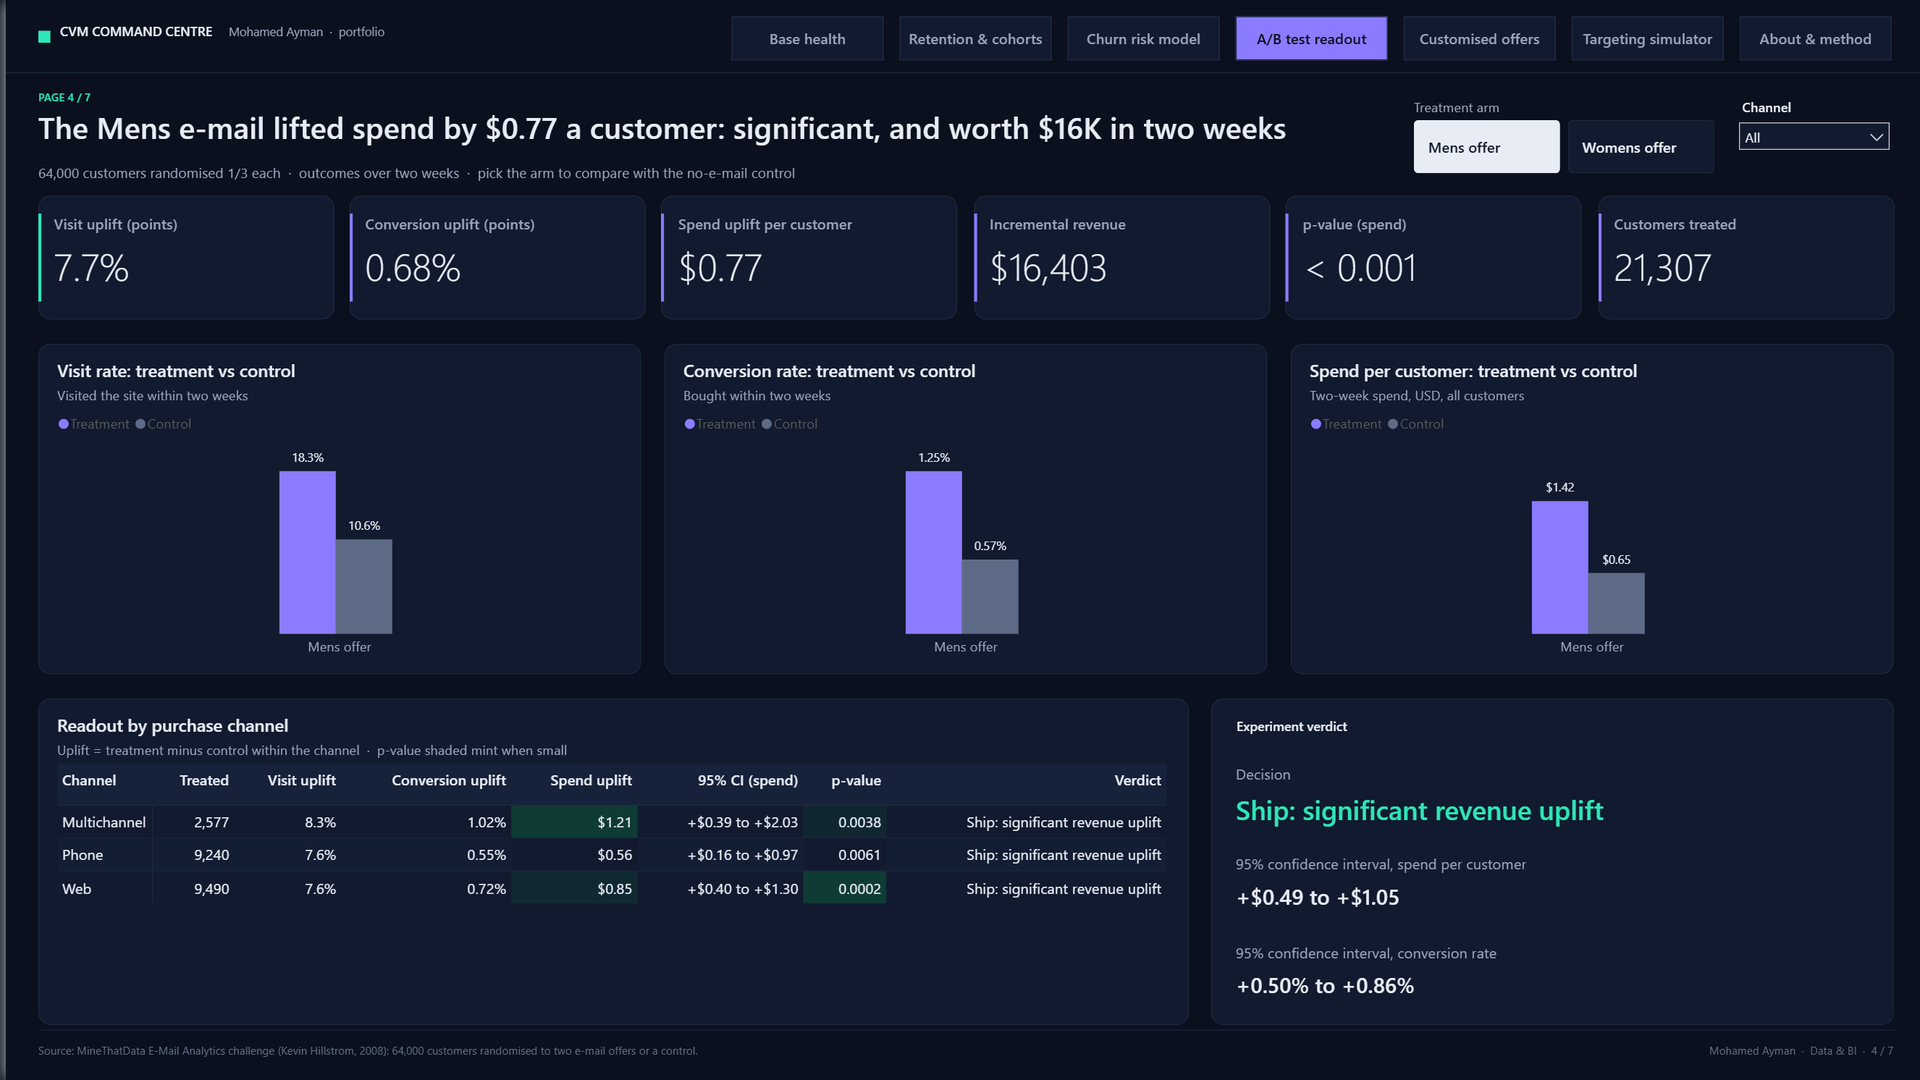 CVM COMMAND CENTRE Mohamed Ayman · portfolio
Base health
Retention & cohorts
Churn risk model
A/B test readout
Customised offers
Targeting simulator
About & method
PAGE 4 / 7
The Mens e-mail lifted spend by $0.77 a customer: significant, and worth $16K in two weeks
64,000 customers randomised 1/3 each · outcomes over two weeks · pick the arm to compare with the no-e-mail control
Treatment arm
Mens offer
Womens offer
Channel
All
Visit uplift (points)
7.7%
Conversion uplift (points)
0.68%
Spend uplift per customer
$0.77
Incremental revenue
$16,403
p-value (spend)
< 0.001
Customers treated
21,307
Visit rate: treatment vs control
Visited the site within two weeks
Treatment Control
18.3%
10.6%
Mens offer
Conversion rate: treatment vs control
Bought within two weeks
Treatment Control
1.25%
0.57%
Mens offer
Spend per customer: treatment vs control
Two-week spend, USD, all customers
Treatment Control
$1.42
$0.65
Mens offer
Readout by purchase channel
Uplift = treatment minus control within the channel · p-value shaded mint when small
Channel Treated Visit uplift Conversion uplift Spend uplift 95% CI (spend) p-value Verdict
Multichannel 2,577 8.3% 1.02% $1.21 +$0.39 to +$2.03 0.0038 Ship: significant revenue uplift
Phone 9,240 7.6% 0.55% $0.56 +$0.16 to +$0.97 0.0061 Ship: significant revenue uplift
Web 9,490 7.6% 0.72% $0.85 +$0.40 to +$1.30 0.0002 Ship: significant revenue uplift
Experiment verdict
Decision
Ship: significant revenue uplift
95% confidence interval, spend per customer
+$0.49 to +$1.05
95% confidence interval, conversion rate
+0.50% to +0.86%
Source: MineThatData E-Mail Analytics challenge (Kevin Hillstrom, 2008): 64,000 customers randomised to two e-mail offers or a control.
Mohamed Ayman · Data & BI · 4 / 7